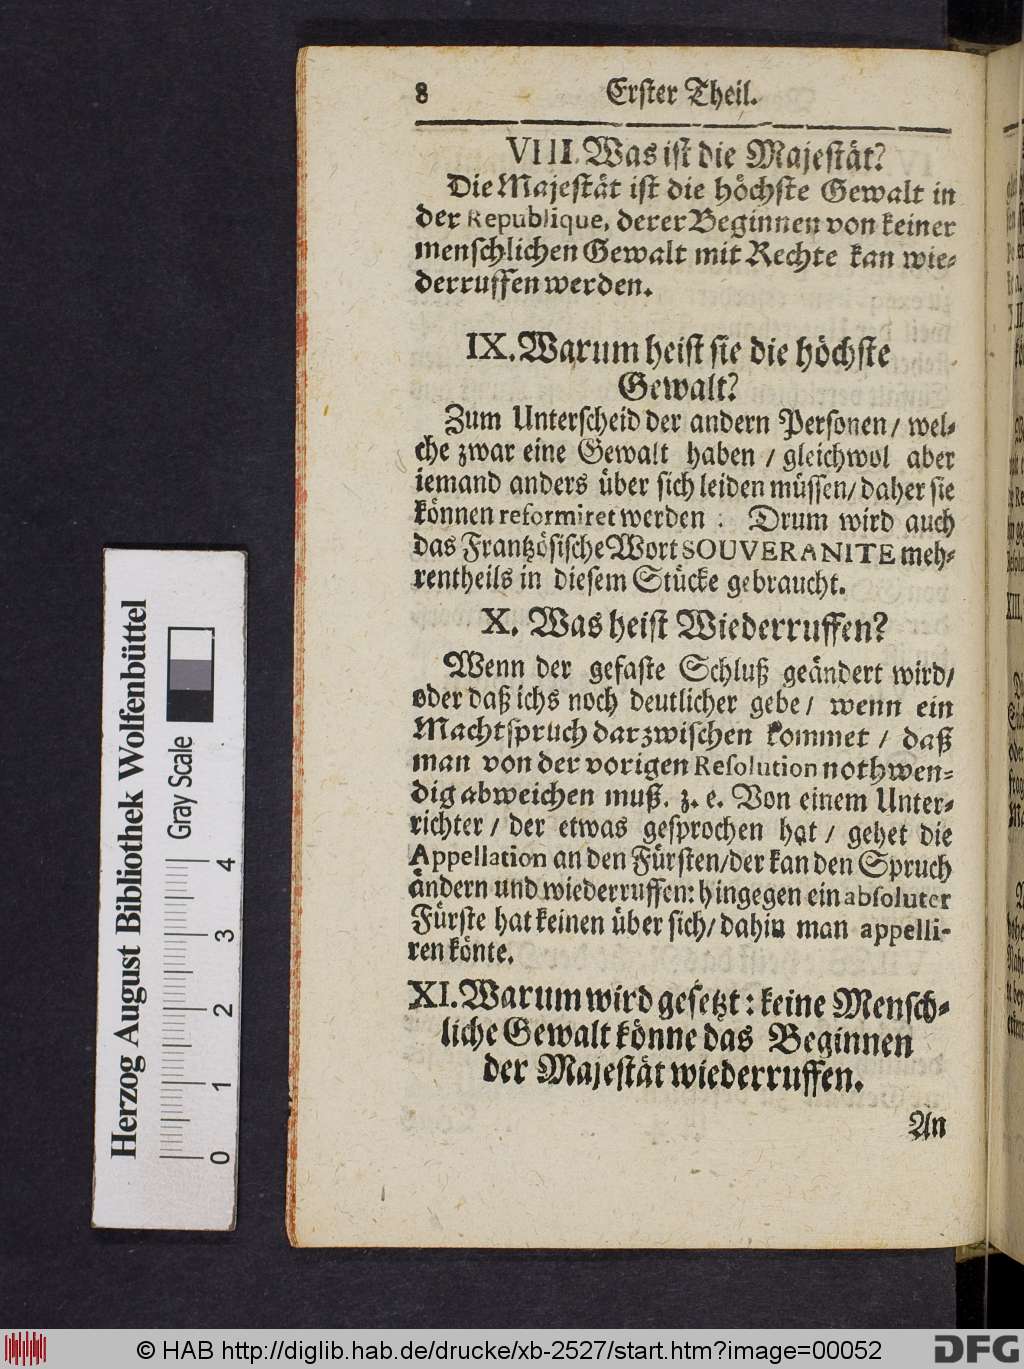 8 Erster Theil.
VIII. Was ist die Majestät?
Die Majestät ist die höchste Gewalt in
der Republique, derer Beginnen von keiner
menschlichen Gewalt mit Rechte kan wie-
derruffen werden.
IX. Warum heist sie die höchste
Gewalt?
Zum Unterscheid der andern Personen / wel-
che zwar eine Gewalt haben / gleichwol aber
iemand anders über sich leiden müssen / daher sie
können reformiret werden : Drum wird auch
das Frantzösische Wort SOUVERANITE meh-
rentheils in diesem Stücke gebraucht.
X. Was heist Wiederruffen?
Wenn der gefaste Schluß geändert wird /
oder daß ichs noch deutlicher gebe / wenn ein
Machtspruch darzwischen kommet / daß
man von der vorigen Resolution nothwen-
dig abweichen muß. z. e. Von einem Unter-
richter / der etwas gesprochen hat / gehet die
Appellation an den Fürsten / der kan den Spruch
ändern und wiederruffen: hingegen ein absoluter
Fürste hat keinen über sich / dahin man appelli-
ren könte.
XI. Warum wird gesetzt : keine Mensch-
liche Gewalt könne das Beginnen
der Majestät wiederruffen.
An
Herzog August Bibliothek Wolfenbüttel
Gray Scale
0 1 2 3 4
© HAB http://diglib.hab.de/drucke/xb-2527/start.htm?image=00052
DFG